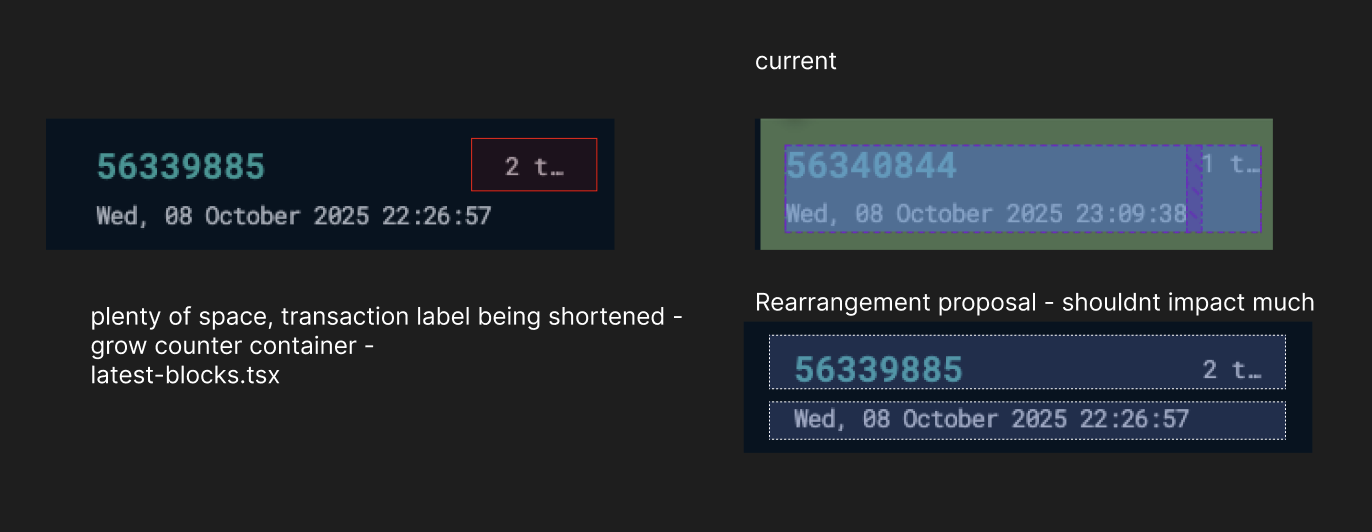 current
56339885 2 t…
Wed, 08 October 2025 22:26:57
56340844 1 t…
Wed, 08 October 2025 23:09:38
plenty of space, transaction label being shortened -
grow counter container -
latest-blocks.tsx
Rearrangement proposal - shouldnt impact much
56339885 2 t…
Wed, 08 October 2025 22:26:57